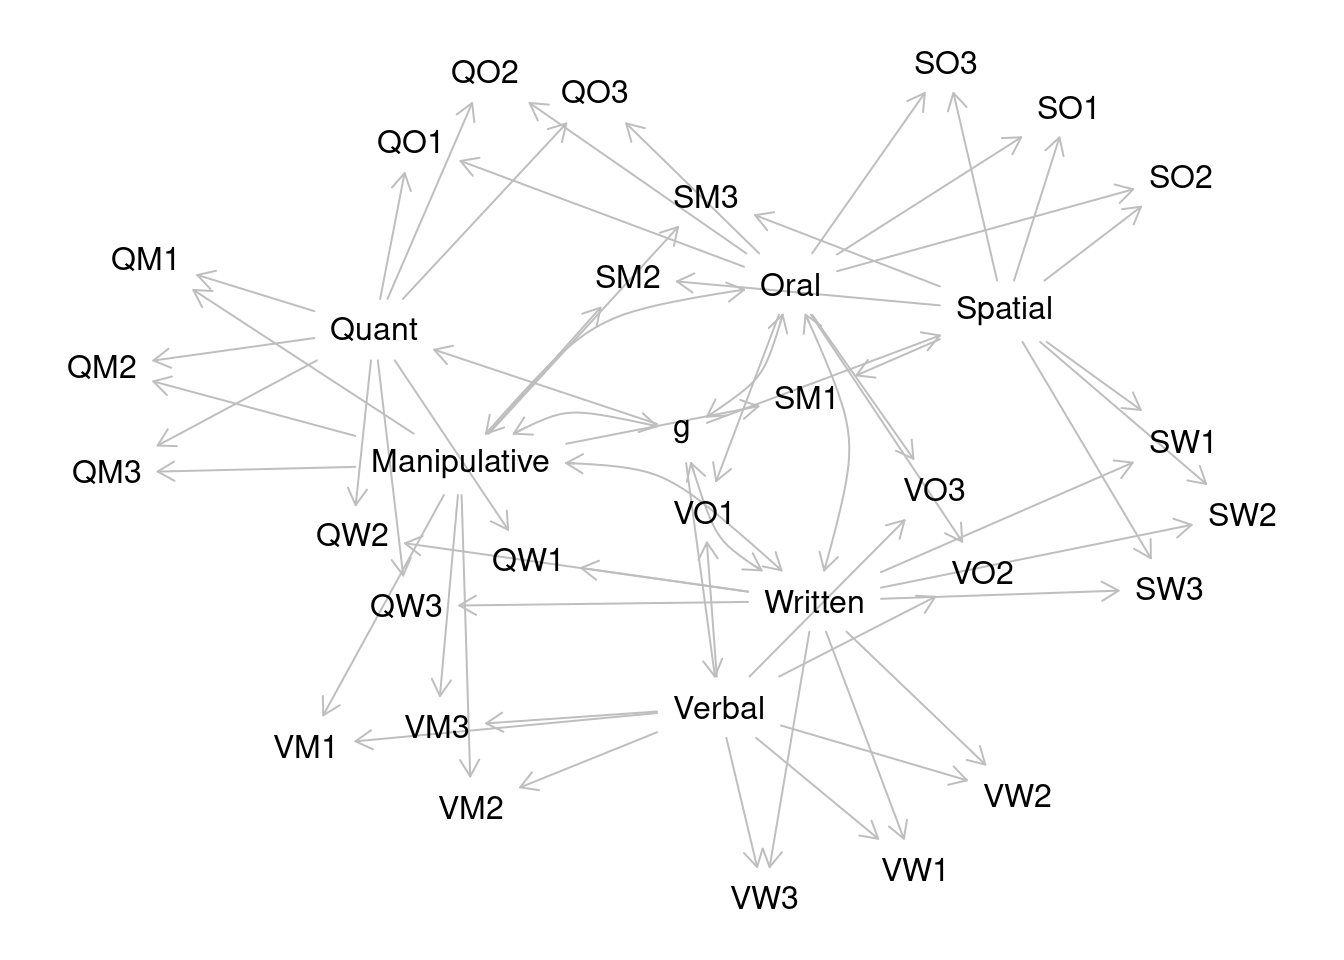 SO3
QO2
QO3
SO1
QO1
SO2
SM3
QM1
SM2
Oral
Spatial
Quant
QM2
SM1
g
SW1
Manipulative
QM3
VO3
VO1
SW2
QW2
QW1
VO2
SW3
QW3
Written
Verbal
VM3
VM1
VW2
VM2
VW1
VW3